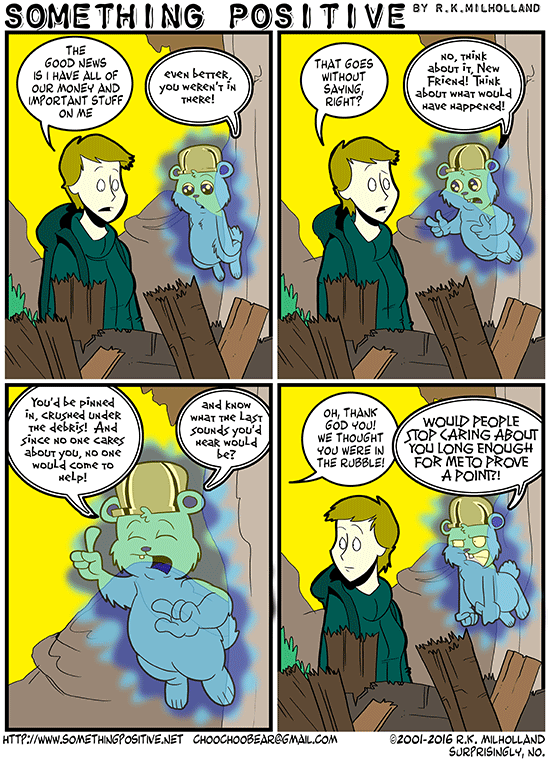 SOMETHING POSITIVE BY R.K.MILHOLLAND
THE
GOOD NEWS
IS I HAVE ALL OF
OUR MONEY AND
IMPORTANT STUFF
ON ME
even better,
you weren't in
there!
THAT GOES
WITHOUT
SAYING,
RIGHT?
no, think
about it, New
Friend! Think
about what would
have happened!
You'd be pinned
in, crushed under
the debris! And
since no one cares
about you, no one
would come to
help!
and know
what the last
sounds you'd
hear would
be?
OH, THANK
GOD YOU!
WE THOUGHT
YOU WERE IN
THE RUBBLE!
WOULD PEOPLE
STOP CARING ABOUT
YOU LONG ENOUGH
FOR ME TO PROVE
A POINT?!
HTTP://WWW.SOMETHINGPOSITIVE.NET CHOOCHOOBEAR@GMAIL.COM ©2001-2016 R.K. MILHOLLAND
SURPRISINGLY, NO.